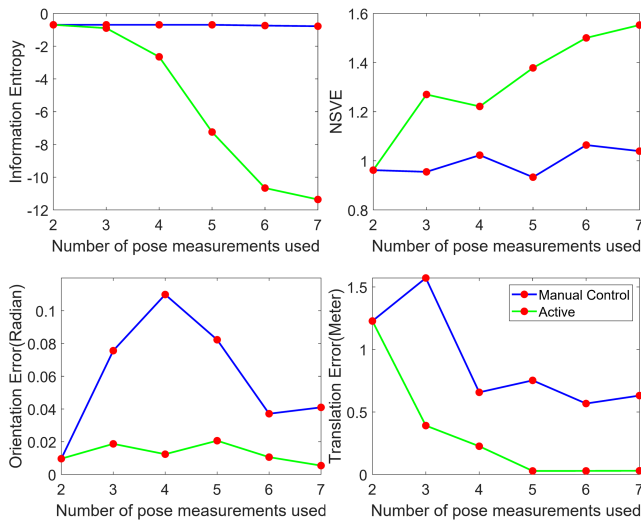 0
-2
-4
-6
-8
-10
-12
Information Entropy
2 3 4 5 6 7
Number of pose measurements used
1.6
1.4
1.2
1
0.8
NSVE
2 3 4 5 6 7
Number of pose measurements used
0.1
0.08
0.06
0.04
0.02
0
Orientation Error(Radian)
2 3 4 5 6 7
Number of pose measurements used
1.5
1
0.5
0
Translation Error(Meter)
Manual Control
Active
2 3 4 5 6 7
Number of pose measurements used